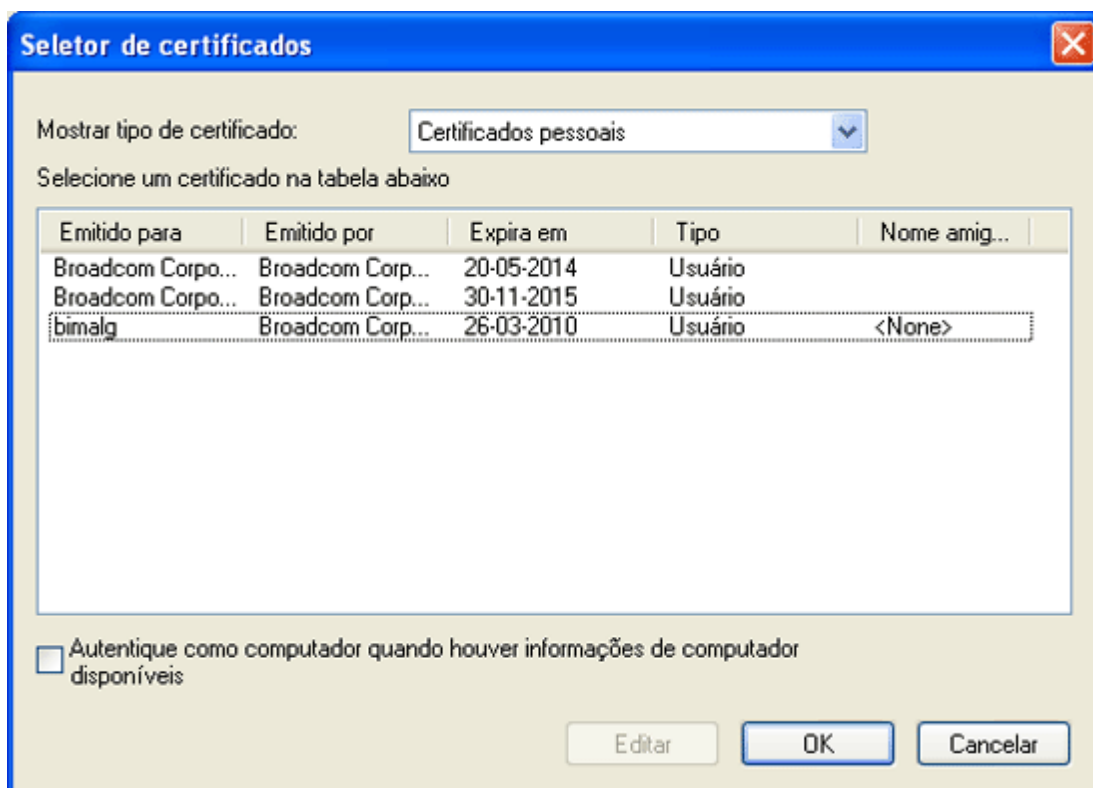 Seletor de certificados
Mostrar tipo de certificado: Certificados pessoais
Selecione um certificado na tabela abaixo
Emitido para Emitido por Expira em Tipo Nome amig...
Broadcom Corpo... Broadcom Corp... 20-05-2014 Usuário
Broadcom Corpo... Broadcom Corp... 30-11-2015 Usuário
bimalg Broadcom Corp... 26-03-2010 Usuário <None>
Autentique como computador quando houver informações de computador
disponíveis
Editar OK Cancelar